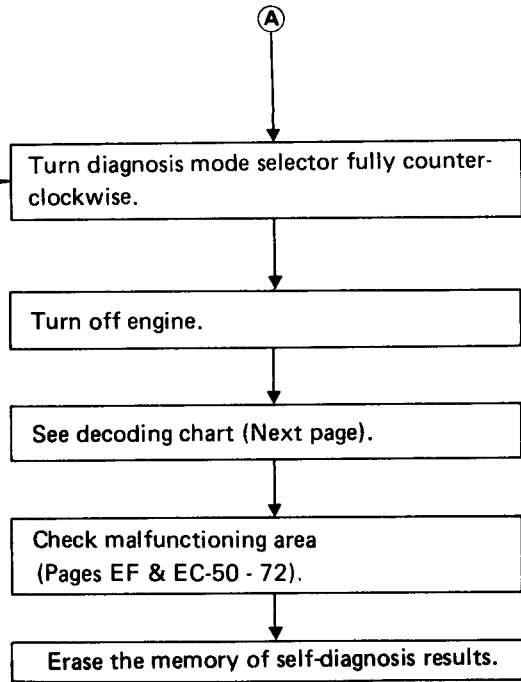 A
Turn diagnosis mode selector fully counter-
clockwise.
Turn off engine.
See decoding chart (Next page).
Check malfunctioning area
(Pages EF & EC-50 - 72).
Erase the memory of self-diagnosis results.